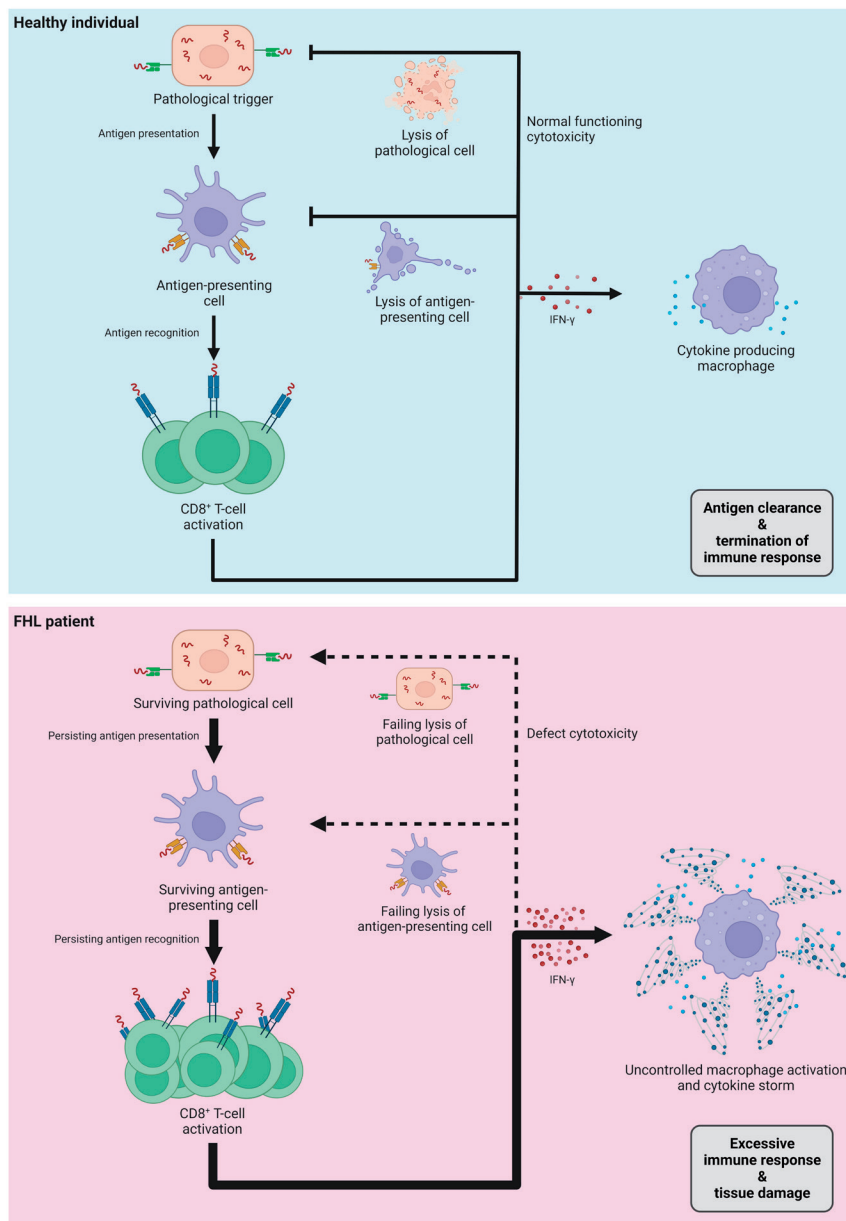 Healthy individual
Pathological trigger
Antigen presentation
Lysis of
pathological cell
Normal functioning
cytotoxicity
Antigen-presenting
cell
Lysis of antigen-
presenting cell
IFN-γ
Cytokine producing
macrophage
Antigen recognition
CD8⁺ T-cell
activation
Antigen clearance
&
termination of
immune response
FHL patient
Surviving pathological cell
Persisting antigen presentation
Failing lysis of
pathological cell
Defect cytotoxicity
Surviving antigen-
presenting cell
Failing lysis of
antigen-presenting cell
Persisting antigen recognition
IFN-γ
Uncontrolled macrophage activation
and cytokine storm
CD8⁺ T-cell
activation
Excessive
immune response
&
tissue damage